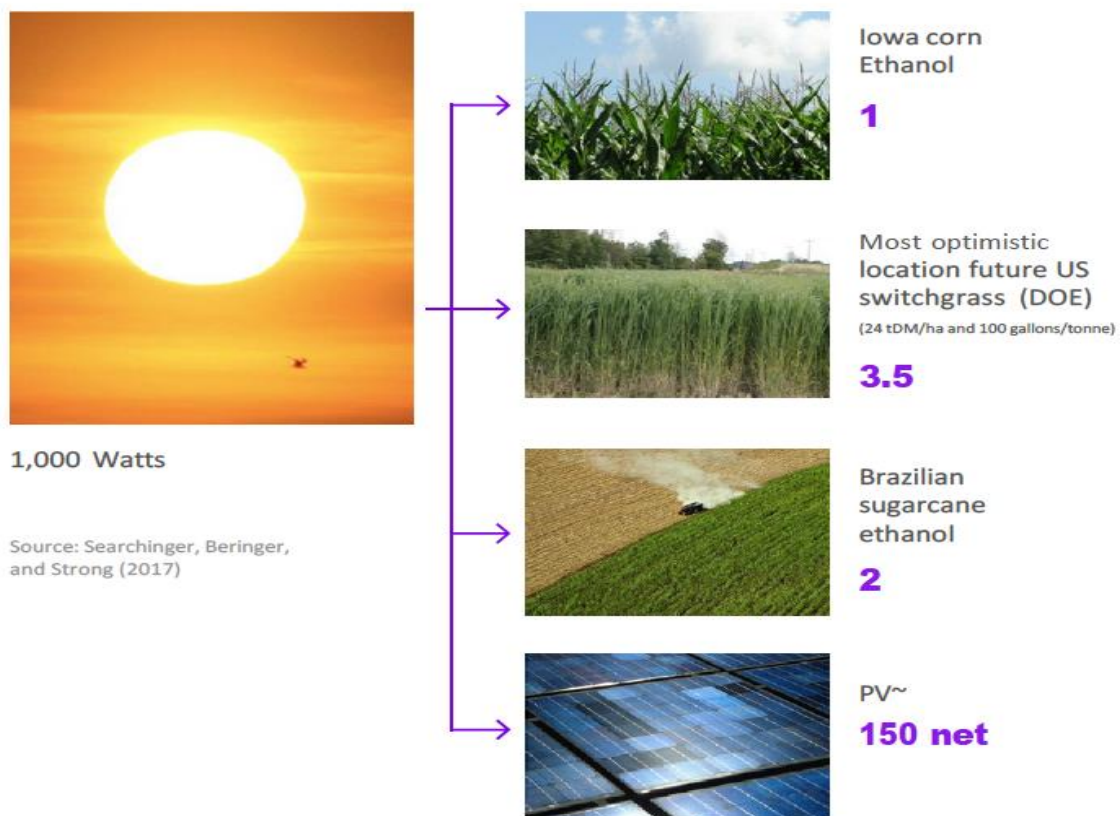 1,000 Watts
Source: Searchinger, Beringer,
and Strong (2017)
Iowa corn
Ethanol
1
Most optimistic
location future US
switchgrass (DOE)
(24 tDM/ha and 100 gallons/tonne)
3.5
Brazilian
sugarcane
ethanol
2
PV~
150 net